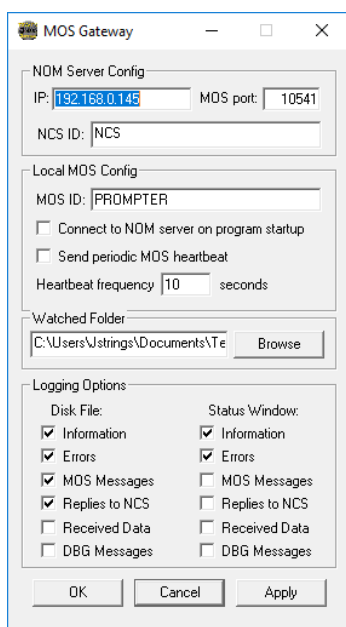 MOS Gateway
NOM Server Config
IP: 192.168.0.145 MOS port: 10541
NCS ID: NCS
Local MOS Config
MOS ID: PROMPTER
Connect to NOM server on program startup
Send periodic MOS heartbeat
Heartbeat frequency 10 seconds
Watched Folder
C:\Users\Jstrings\Documents\Te Browse
Logging Options
Disk File: Status Window:
Information Information
Errors Errors
MOS Messages MOS Messages
Replies to NCS Replies to NCS
Received Data Received Data
DBG Messages DBG Messages
OK Cancel Apply